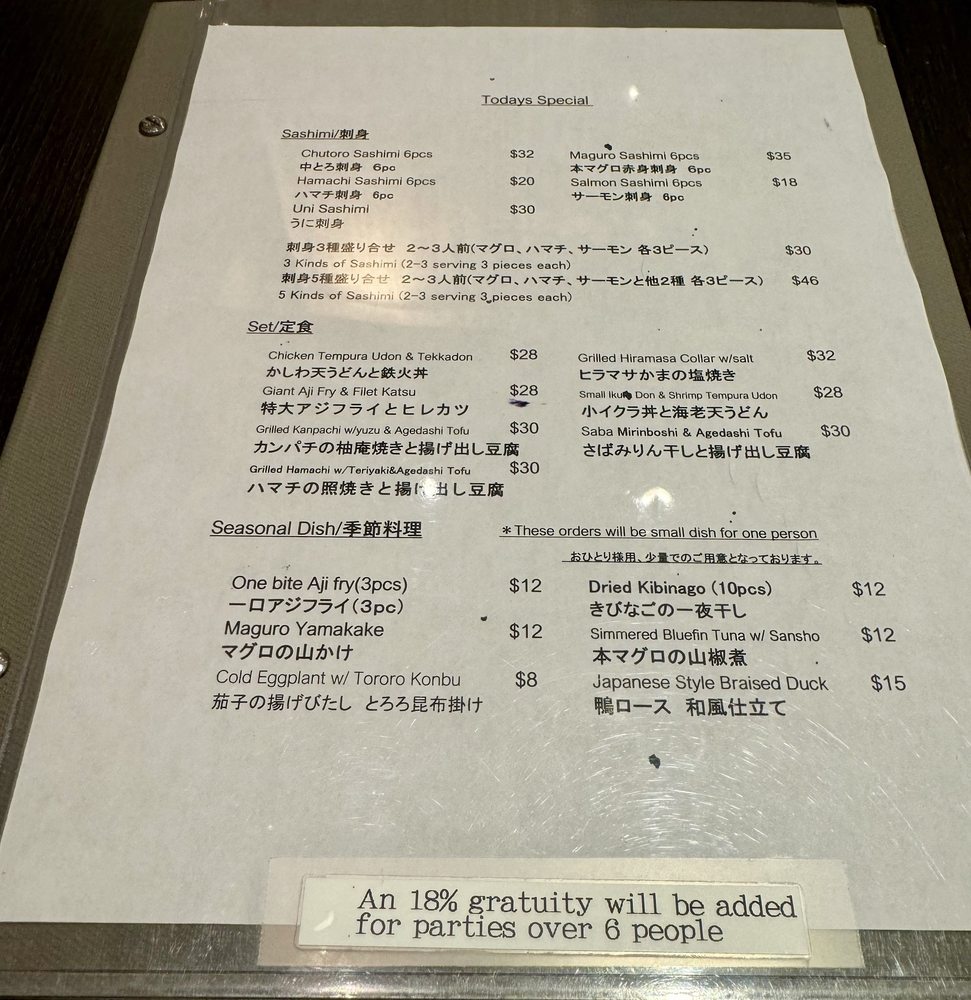 Todays Special
Sashimi/刺身
Chutoro Sashimi 6pcs $32 Maguro Sashimi 6pcs $35
中とろ刺身 6pc 本マグロ赤身刺身 6pc
Hamachi Sashimi 6pcs $20 Salmon Sashimi 6pcs $18
ハマチ刺身 6pc サーモン刺身 6pc
Uni Sashimi $30
うに刺身
刺身3種盛り合せ 2～3人前(マグロ、ハマチ、サーモン 各3ピース) $30
3 Kinds of Sashimi (2-3 serving 3 pieces each)
刺身5種盛り合せ 2～3人前(マグロ、ハマチ、サーモンと他2種 各3ピース) $46
5 Kinds of Sashimi (2-3 serving 3 pieces each)
Set/定食
Chicken Tempura Udon & Tekkadon $28 Grilled Hiramasa Collar w/salt $32
かしわ天うどんと鉄火丼 ヒラマサかまの塩焼き
Giant Aji Fry & Filet Katsu $28 Small Ikura Don & Shrimp Tempura Udon $28
特大アジフライとヒレカツ 小イクラ丼と海老天うどん
Grilled Kanpachi w/yuzu & Agedashi Tofu $30 Saba Mirinboshi & Agedashi Tofu $30
カンパチの柚庵焼きと揚げ出し豆腐 さばみりん干しと揚げ出し豆腐
Grilled Hamachi w/Teriyaki&Agedashi Tofu $30
ハマチの照焼きと揚げ出し豆腐
Seasonal Dish/季節料理 *These orders will be small dish for one person
おひとり様用、少量でのご用意となっております。
One bite Aji fry(3pcs) $12 Dried Kibinago (10pcs) $12
一口アジフライ(3pc) きびなごの一夜干し
Maguro Yamakake $12 Simmered Bluefin Tuna w/ Sansho $12
マグロの山かけ 本マグロの山椒煮
Cold Eggplant w/ Tororo Konbu $8 Japanese Style Braised Duck $15
茄子の揚げびたし とろろ昆布掛け 鴨ロース 和風仕立て
An 18% gratuity will be added
for parties over 6 people